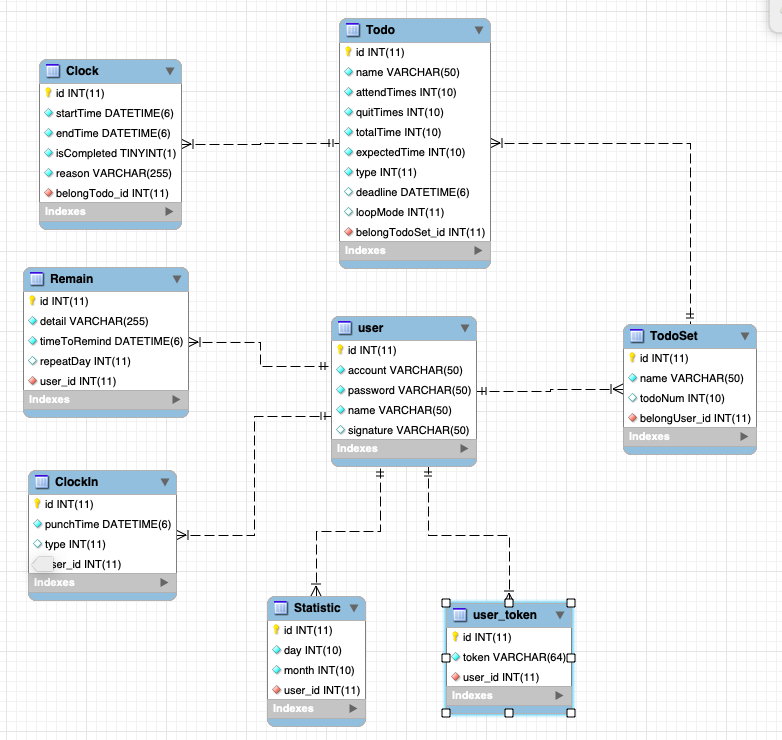 Todo
id INT(11)
name VARCHAR(50)
attendTimes INT(10)
quitTimes INT(10)
totalTime INT(10)
expectedTime INT(10)
type INT(11)
deadline DATETIME(6)
loopMode INT(11)
belongTodoSet_id INT(11)
Indexes
Clock
id INT(11)
startTime DATETIME(6)
endTime DATETIME(6)
isCompleted TINYINT(1)
reason VARCHAR(255)
belongTodo_id INT(11)
Indexes
Remain
id INT(11)
detail VARCHAR(255)
timeToRemind DATETIME(6)
repeatDay INT(11)
user_id INT(11)
Indexes
user
id INT(11)
account VARCHAR(50)
password VARCHAR(50)
name VARCHAR(50)
signature VARCHAR(50)
Indexes
TodoSet
id INT(11)
name VARCHAR(50)
todoNum INT(10)
belongUser_id INT(11)
Indexes
ClockIn
id INT(11)
punchTime DATETIME(6)
type INT(11)
ser_id INT(11)
Indexes
Statistic
id INT(11)
day INT(10)
month INT(10)
user_id INT(11)
Indexes
user_token
id INT(11)
token VARCHAR(64)
user_id INT(11)
Indexes